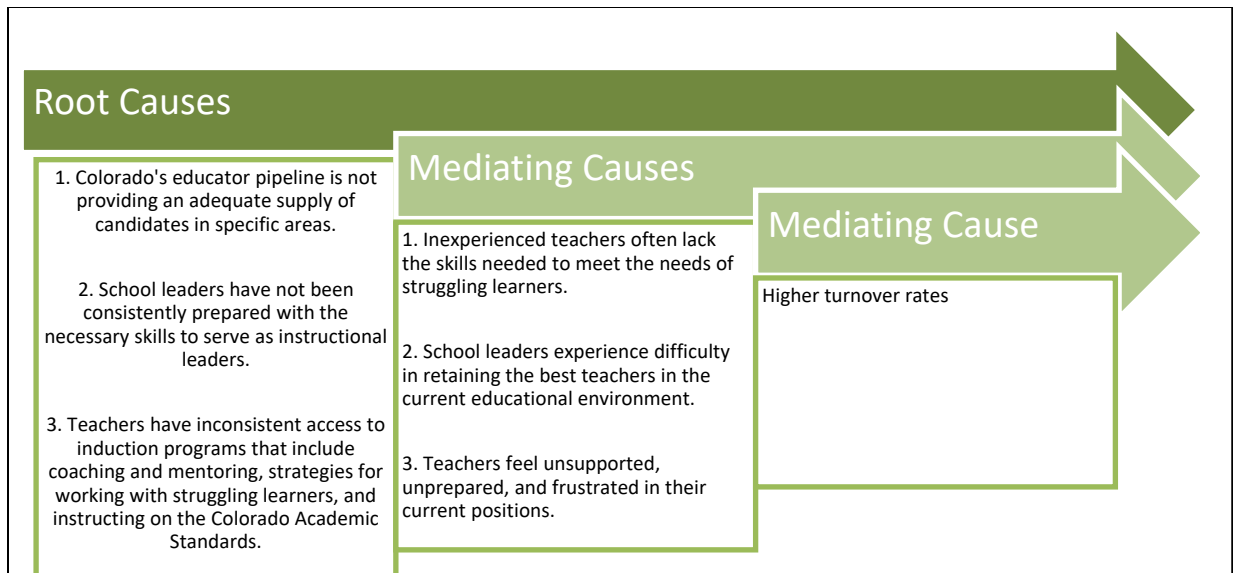 Root Causes
1. Colorado's educator pipeline is not
providing an adequate supply of
candidates in specific areas.
2. School leaders have not been
consistently prepared with the
necessary skills to serve as instructional
leaders.
3. Teachers have inconsistent access to
induction programs that include
coaching and mentoring, strategies for
working with struggling learners, and
instructing on the Colorado Academic
Standards.
Mediating Causes
1. Inexperienced teachers often lack
the skills needed to meet the needs of
struggling learners.
2. School leaders experience difficulty
in retaining the best teachers in the
current educational environment.
3. Teachers feel unsupported,
unprepared, and frustrated in their
current positions.
Mediating Cause
Higher turnover rates